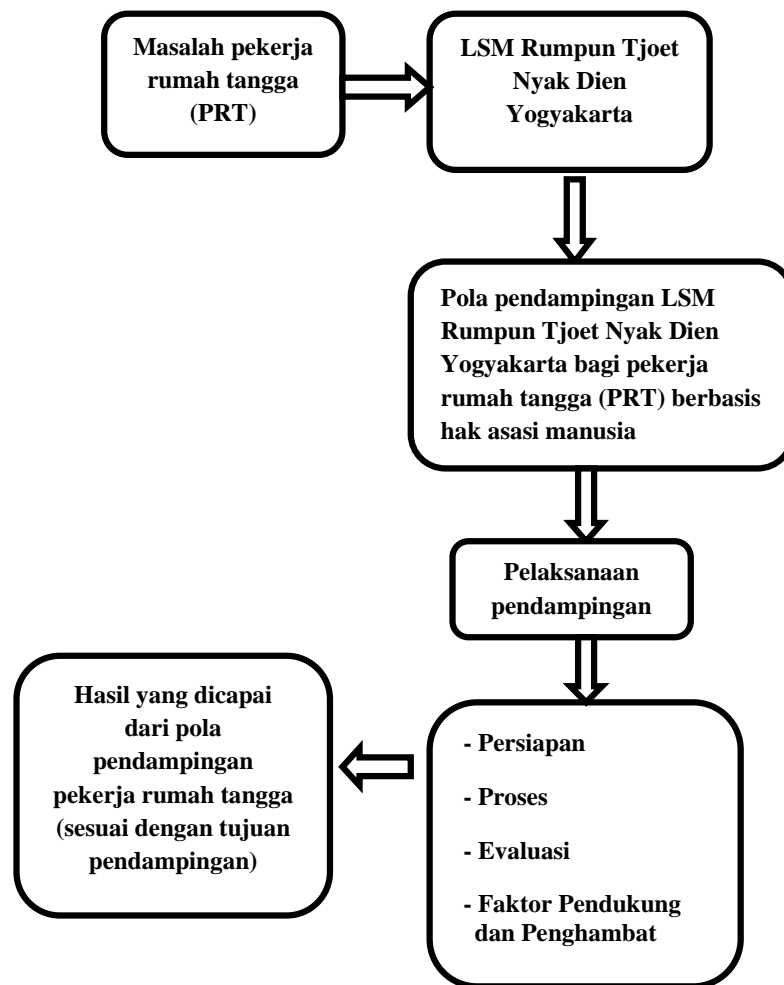 Masalah pekerja
rumah tangga
(PRT)
LSM Rumpun Tjoet
Nyak Dien
Yogyakarta
Pola pendampingan LSM
Rumpun Tjoet Nyak Dien
Yogyakarta bagi pekerja
rumah tangga (PRT) berbasis
hak asasi manusia
Pelaksanaan
pendampingan
- Persiapan
- Proses
- Evaluasi
- Faktor Pendukung
dan Penghambat
Hasil yang dicapai
dari pola
pendampingan
pekerja rumah tangga
(sesuai dengan tujuan
pendampingan)